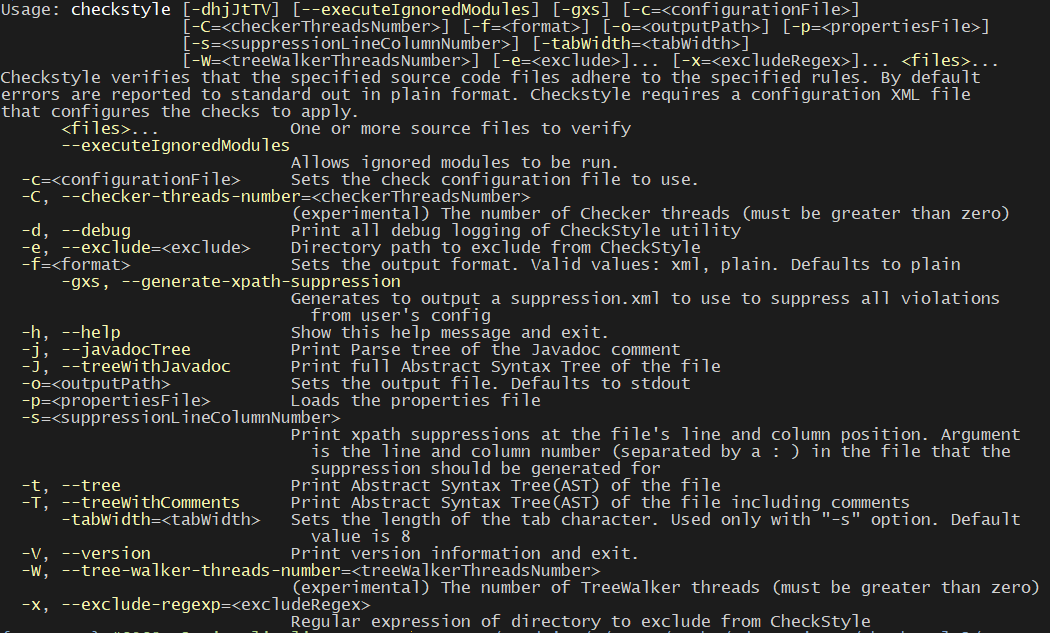 Usage: checkstyle [-dhjJtTV] [--executeIgnoredModules] [-gxs] [-c=<configurationFile>]
[-C=<checkerThreadsNumber>] [-f=<format>] [-o=<outputPath>] [-p=<propertiesFile>]
[-s=<suppressionLineColumnNumber>] [-tabWidth=<tabWidth>]
[-W=<treeWalkerThreadsNumber>] [-e=<exclude>]... [-x=<excludeRegex>]... <files>...
Checkstyle verifies that the specified source code files adhere to the specified rules. By default
errors are reported to standard out in plain format. Checkstyle requires a configuration XML file
that configures the checks to apply.
<files>... One or more source files to verify
--executeIgnoredModules
Allows ignored modules to be run.
-c=<configurationFile> Sets the check configuration file to use.
-C, --checker-threads-number=<checkerThreadsNumber>
(experimental) The number of Checker threads (must be greater than zero)
-d, --debug Print all debug logging of CheckStyle utility
-e, --exclude=<exclude> Directory path to exclude from CheckStyle
-f=<format> Sets the output format. Valid values: xml, plain. Defaults to plain
-gxs, --generate-xpath-suppression
Generates to output a suppression.xml to use to suppress all violations
from user's config
-h, --help Show this help message and exit.
-j, --javadocTree Print Parse tree of the Javadoc comment
-J, --treeWithJavadoc Print full Abstract Syntax Tree of the file
-o=<outputPath> Sets the output file. Defaults to stdout
-p=<propertiesFile> Loads the properties file
-s=<suppressionLineColumnNumber>
Print xpath suppressions at the file's line and column position. Argument
is the line and column number (separated by a : ) in the file that the
suppression should be generated for
-t, --tree Print Abstract Syntax Tree(AST) of the file
-T, --treeWithComments Print Abstract Syntax Tree(AST) of the file including comments
-tabWidth=<tabWidth> Sets the length of the tab character. Used only with "-s" option. Default
value is 8
-V, --version Print version information and exit.
-W, --tree-walker-threads-number=<treeWalkerThreadsNumber>
(experimental) The number of TreeWalker threads (must be greater than zero)
-x, --exclude-regexp=<excludeRegex>
Regular expression of directory to exclude from CheckStyle